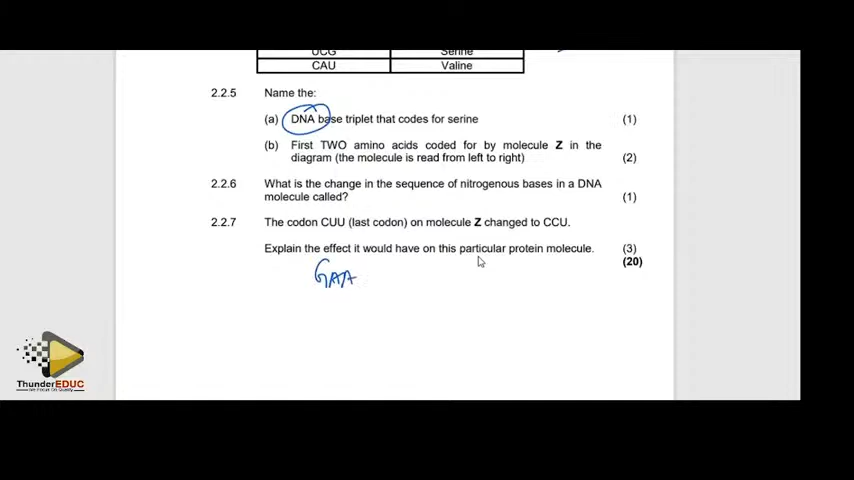 UCG Serine
CAU Valine
2.2.5 Name the:
(a) DNA base triplet that codes for serine (1)
(b) First TWO amino acids coded for by molecule Z in the
diagram (the molecule is read from left to right) (2)
2.2.6 What is the change in the sequence of nitrogenous bases in a DNA
molecule called? (1)
2.2.7 The codon CUU (last codon) on molecule Z changed to CCU.
Explain the effect it would have on this particular protein molecule. (3)
(20)
GAA
ThunderEDUC
We Focus On Quality